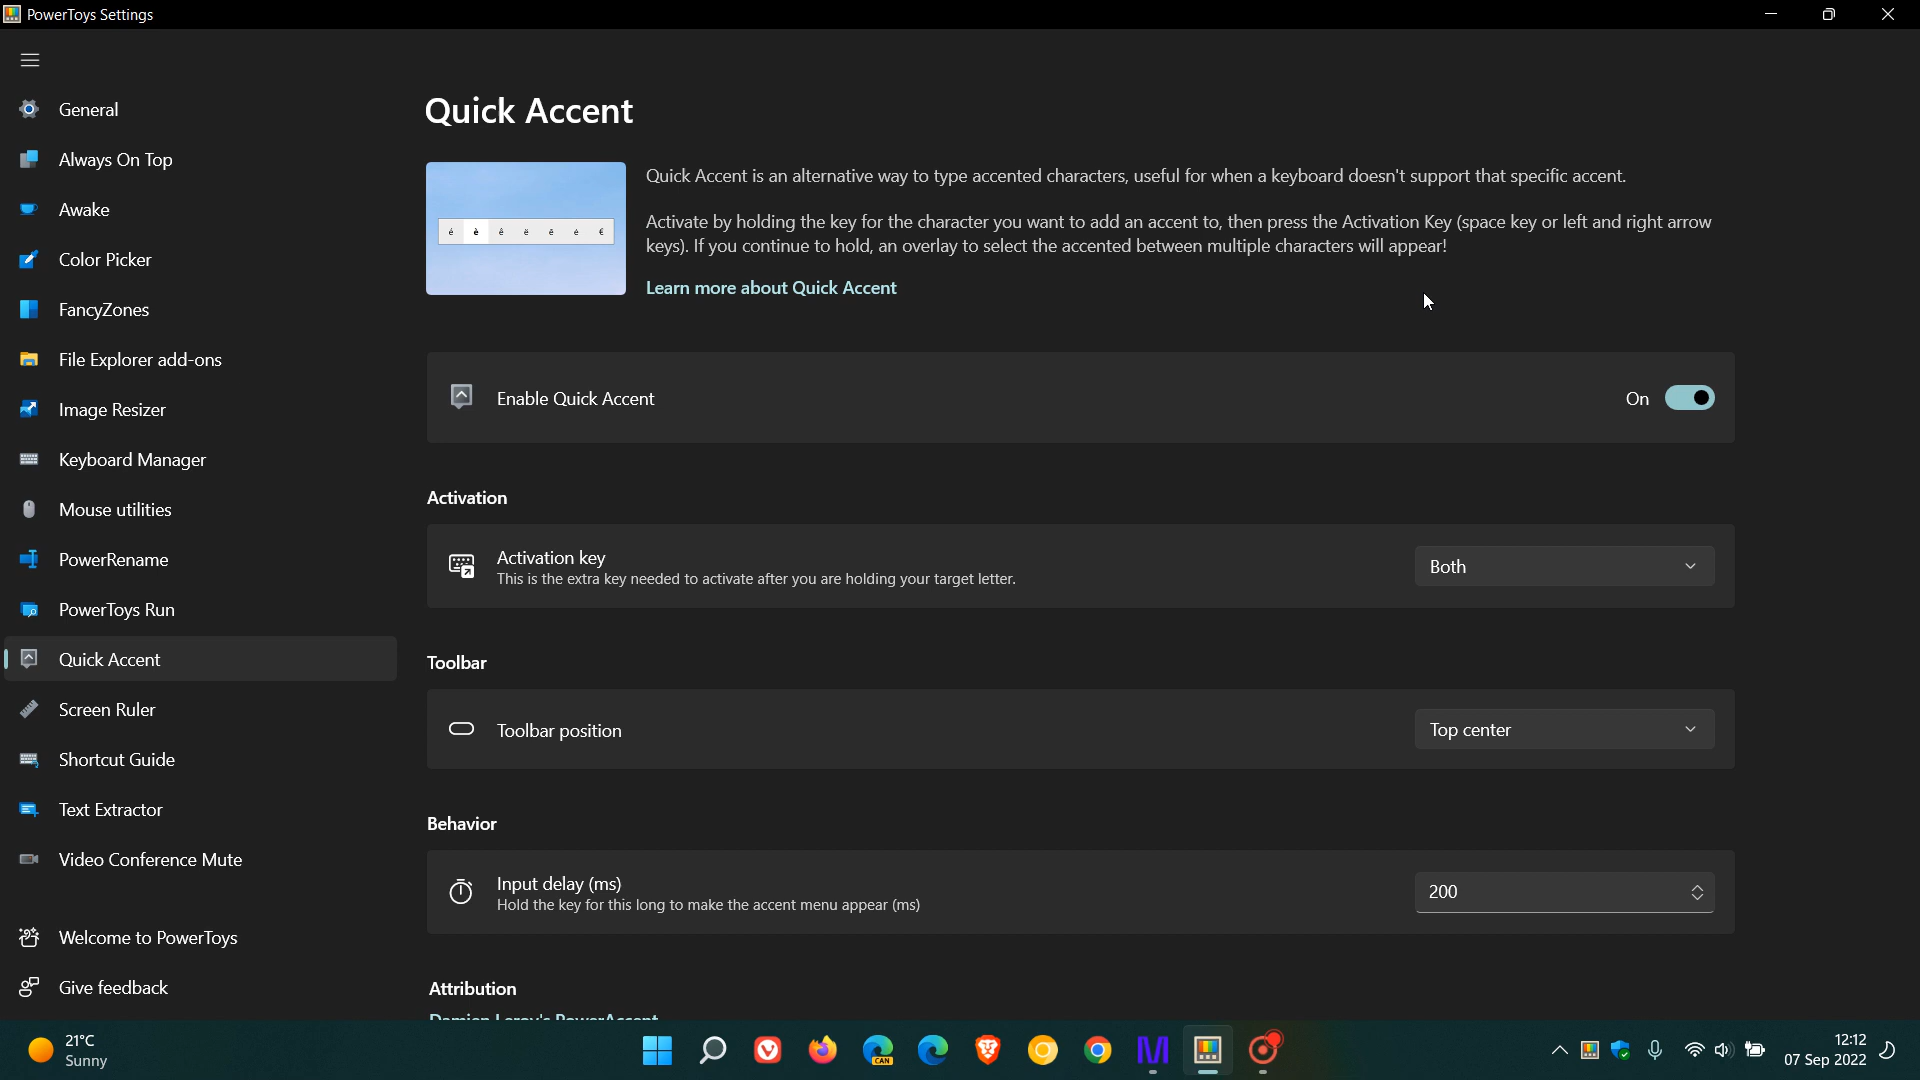 PowerToys Settings
General
Always On Top
Awake
Color Picker
FancyZones
File Explorer add-ons
Image Resizer
Keyboard Manager
Mouse utilities
PowerRename
PowerToys Run
Quick Accent
Screen Ruler
Shortcut Guide
Text Extractor
Video Conference Mute
Welcome to PowerToys
Give feedback
Quick Accent
é è ê ë ē ė €
Quick Accent is an alternative way to type accented characters, useful for when a keyboard doesn't support that specific accent.
Activate by holding the key for the character you want to add an accent to, then press the Activation Key (space key or left and right arrow
keys). If you continue to hold, an overlay to select the accented between multiple characters will appear!
Learn more about Quick Accent
Enable Quick Accent
On
Activation
Activation key
This is the extra key needed to activate after you are holding your target letter.
Both
Toolbar
Toolbar position
Top center
Behavior
Input delay (ms)
Hold the key for this long to make the accent menu appear (ms)
200
Attribution
Damien Leroy's PowerAccent
21°C
Sunny
CAN
12:12
07 Sep 2022